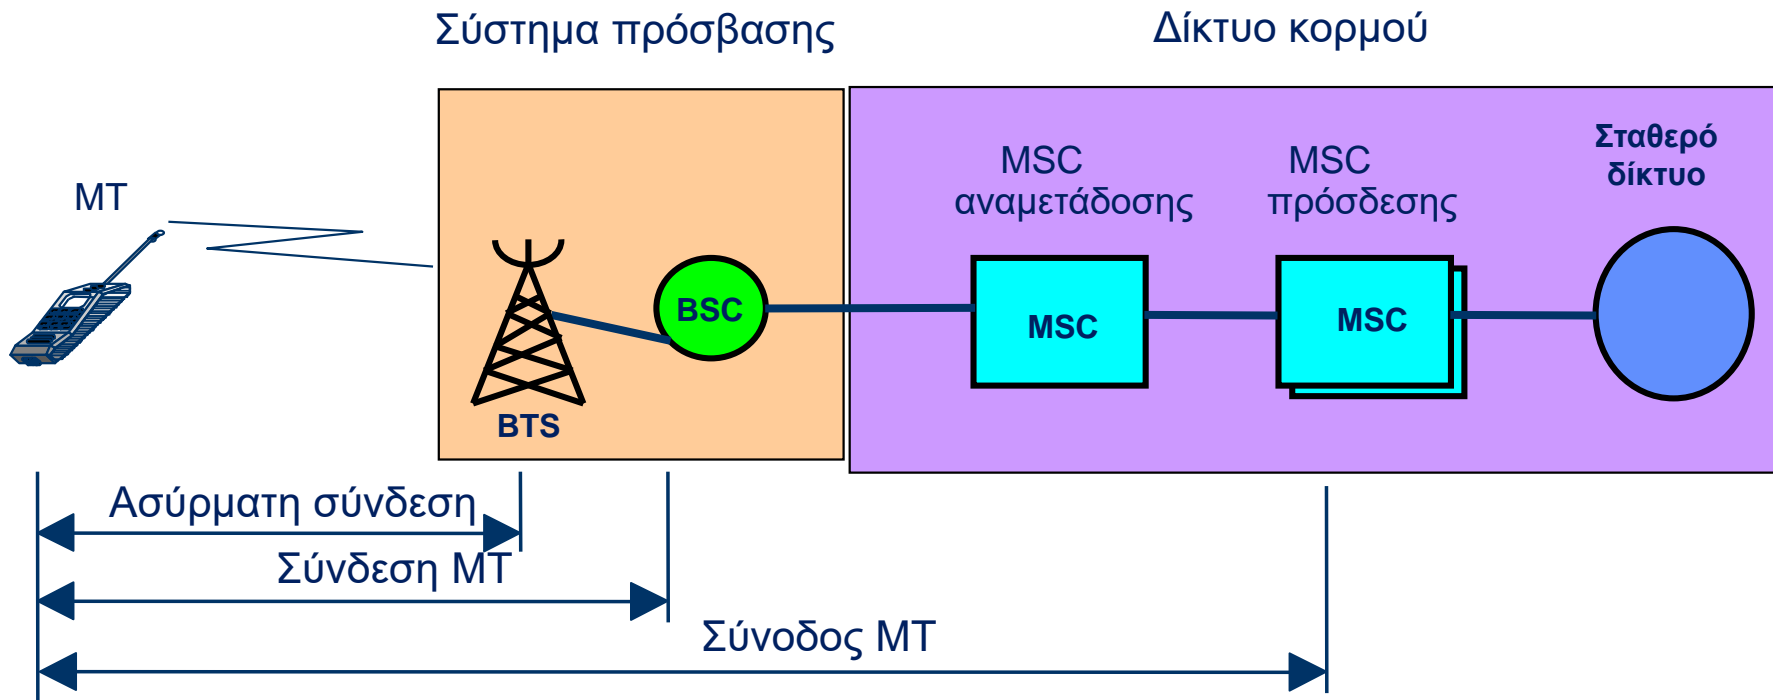 Σύστημα πρόσβασης
Δίκτυο κορμού
MT
MSC
αναμετάδοσης
MSC
πρόσδεσης
Σταθερό
δίκτυο
BTS
BSC
MSC
MSC
Ασύρματη σύνδεση
Σύνδεση MT
Σύνοδος MT